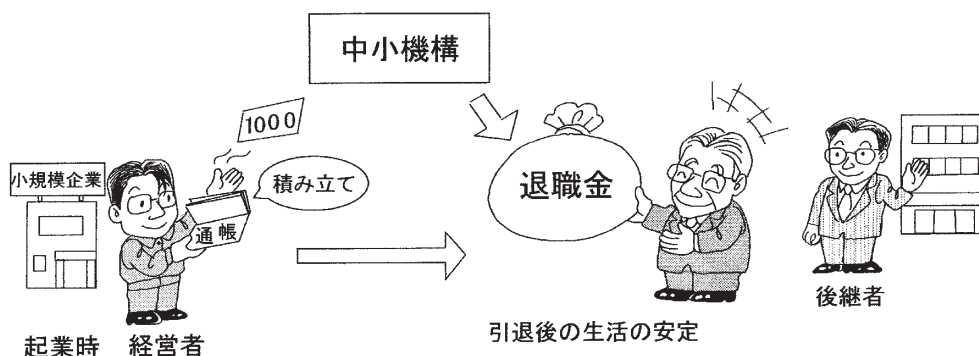 中小機構
1000
小規模企業
積み立て
通帳
退職金
起業時
経営者
引退後の生活の安定
後継者